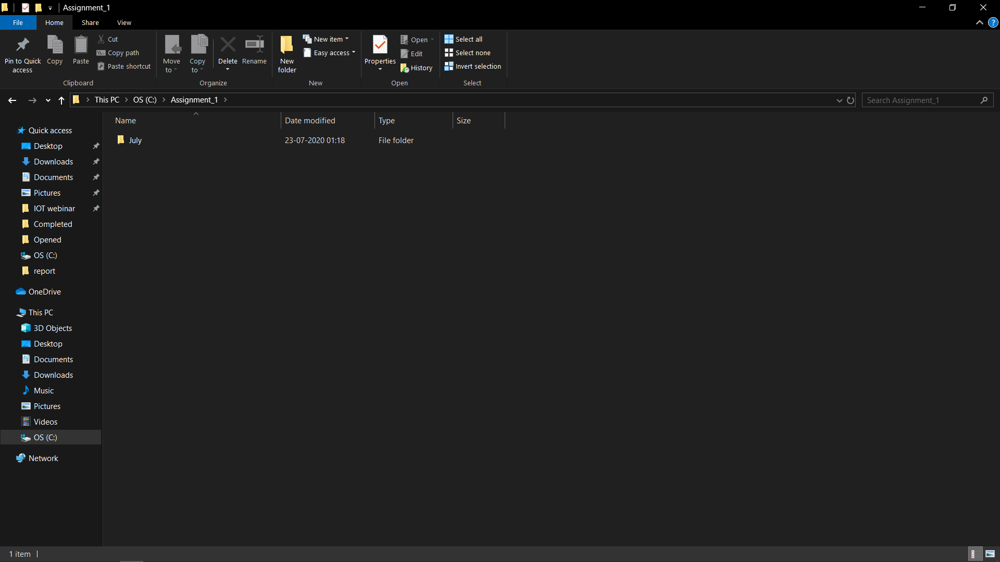 Assignment_1
File Home Share View
Pin to Quick access
Copy
Paste
Cut
Copy path
Paste shortcut
Clipboard
Move to
Copy to
Delete
Rename
Organize
New folder
New item
Easy access
New
Properties
Open
Edit
History
Open
Select all
Select none
Invert selection
Select
This PC > OS (C:) > Assignment_1 >
Search Assignment_1
Name Date modified Type Size
July 23-07-2020 01:18 File folder
Quick access
Desktop
Downloads
Documents
Pictures
IOT webinar
Completed
Opened
OS (C:)
report
OneDrive
This PC
3D Objects
Desktop
Documents
Downloads
Music
Pictures
Videos
OS (C:)
Network
1 item